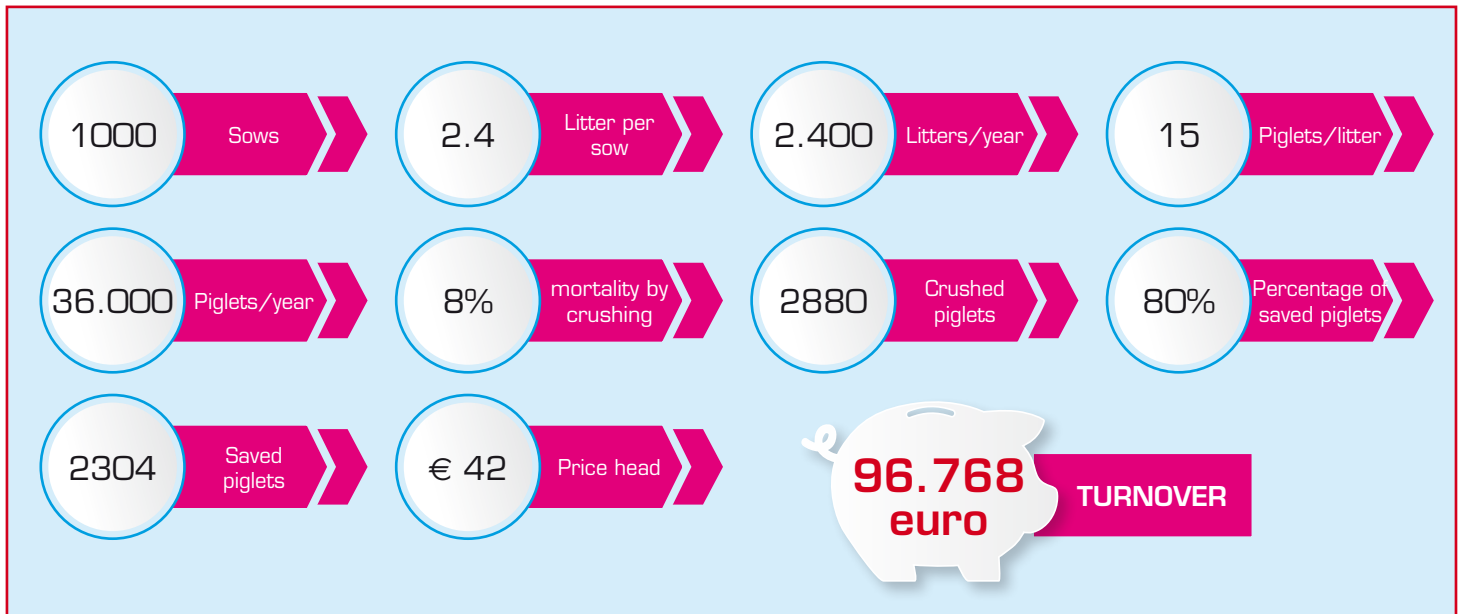 1000
Sows
2.4
Litter per
sow
2.400
Litters/year
15
Piglets/litter
36.000
Piglets/year
8%
mortality by
crushing
2880
Crushed
piglets
80%
Percentage of
saved piglets
2304
Saved
piglets
€ 42
Price head
96.768
euro
TURNOVER